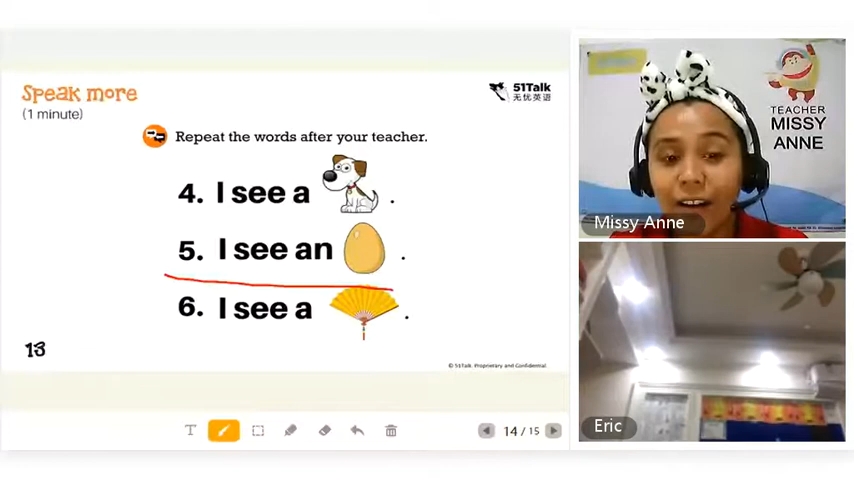 Speak more
(1 minute)
51Talk
无忧英语
Repeat the words after your teacher.
4. I see a .
5. I see an .
6. I see a .
13
© 51Talk. Proprietary and Confidential.
T
14 / 15
TEACHER
MISSY
ANNE
Missy Anne
Eric